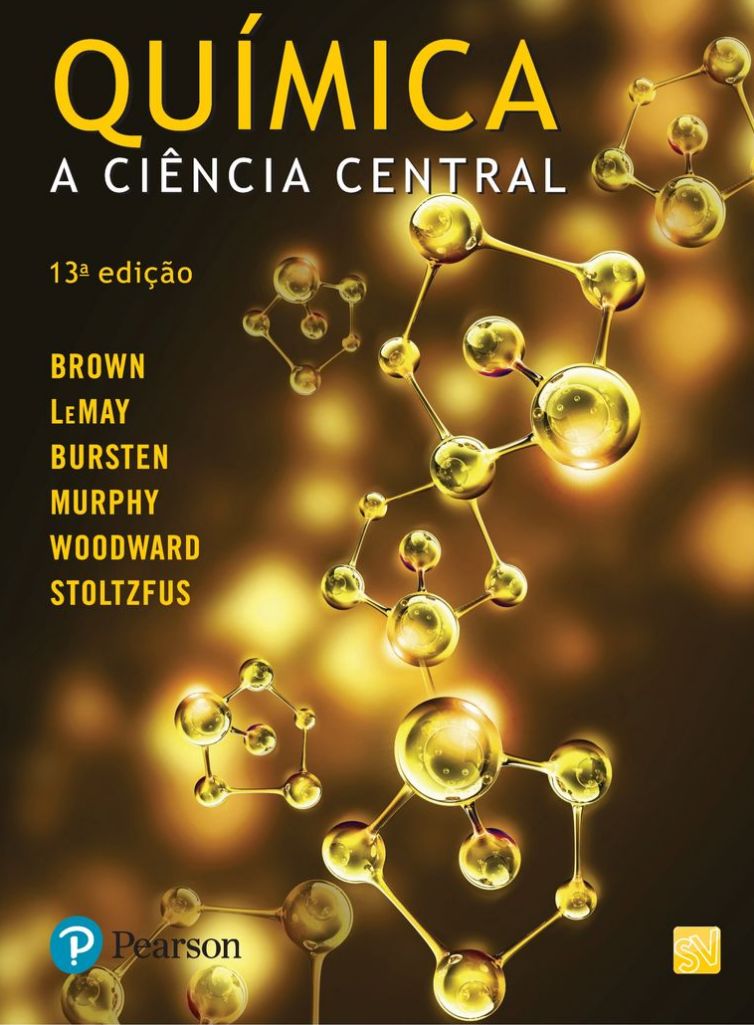 QUÍMICA
A CIÊNCIA CENTRAL
13ª edição
BROWN
LeMAY
BURSTEN
MURPHY
WOODWARD
STOLTZFUS
Pearson
SV